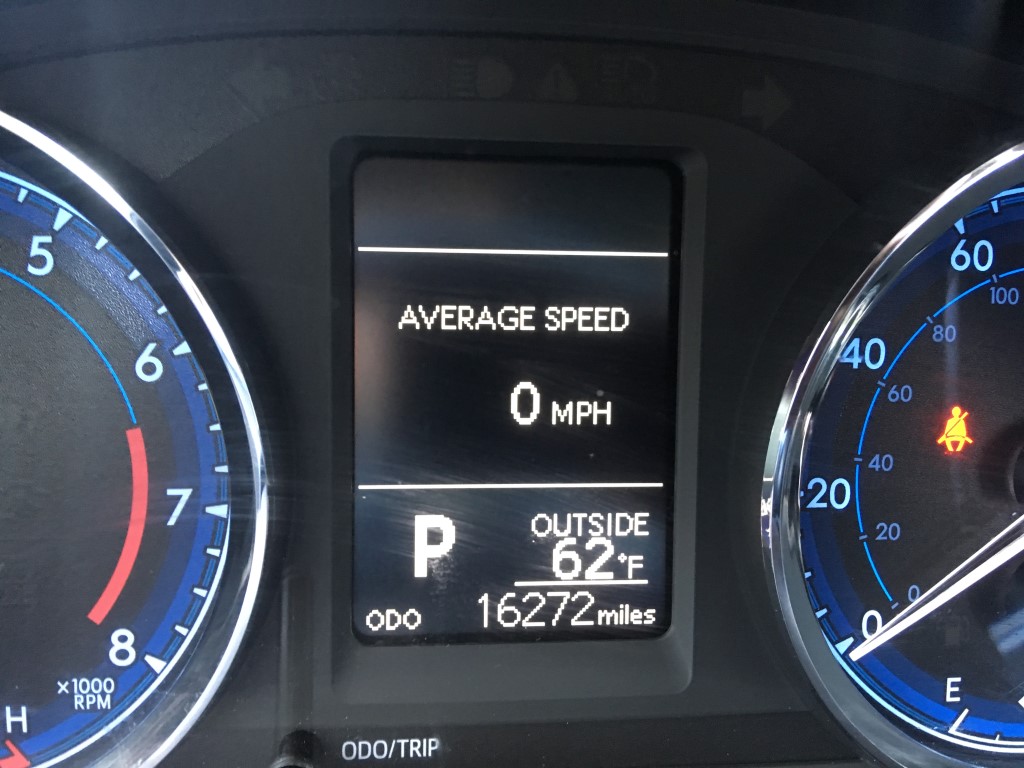 AVERAGE SPEED
0 MPH
P
OUTSIDE
62°F
ODO 16272 miles
ODO/TRIP
5
6
7
8
x1000
RPM
H
60
40
20
0
100
80
60
40
20
0
E